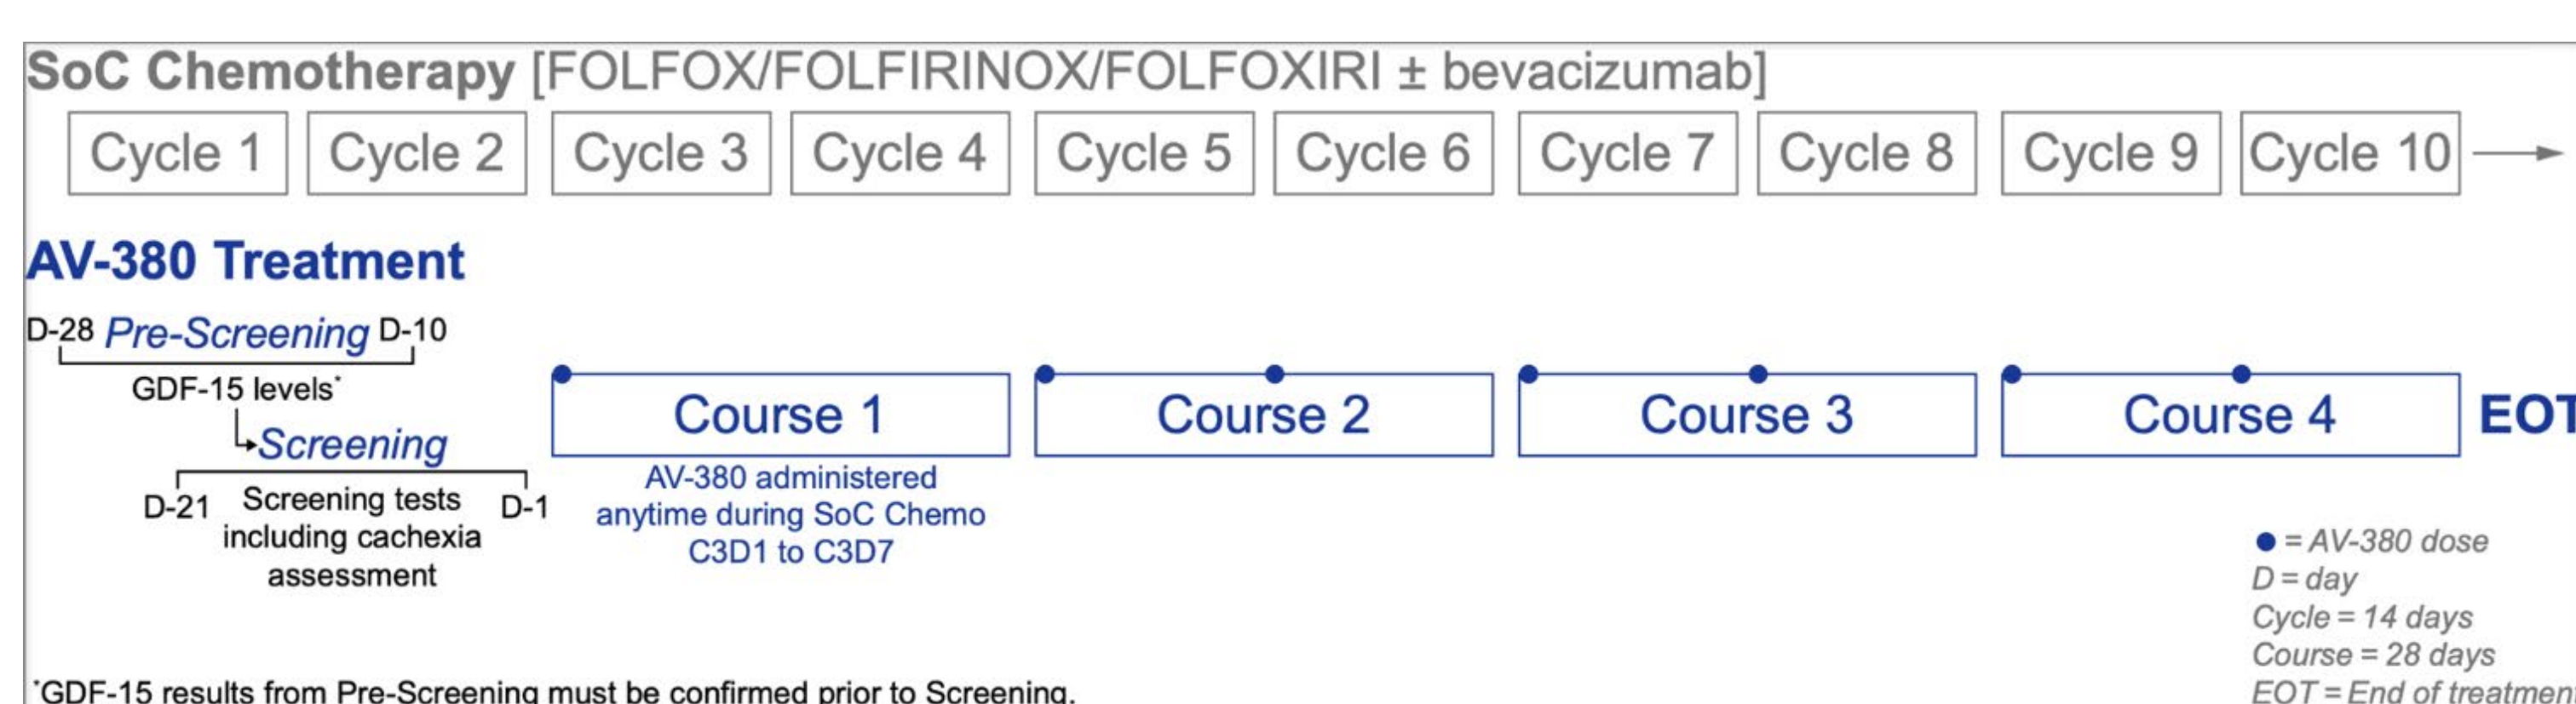 SoC Chemotherapy [FOLFOX/FOLFIRINOX/FOLFOXIRI ± bevacizumab]
Cycle 1 Cycle 2 Cycle 3 Cycle 4 Cycle 5 Cycle 6 Cycle 7 Cycle 8 Cycle 9 Cycle 10
AV-380 Treatment
D-28 Pre-Screening D-10
GDF-15 levels*
Screening
D-21 Screening tests D-1
including cachexia
assessment
Course 1 Course 2 Course 3 Course 4 EOT
AV-380 administered
anytime during SoC Chemo
C3D1 to C3D7
= AV-380 dose
D = day
Cycle = 14 days
Course = 28 days
EOT = End of treatment
*GDF-15 results from Pre-Screening must be confirmed prior to Screening.